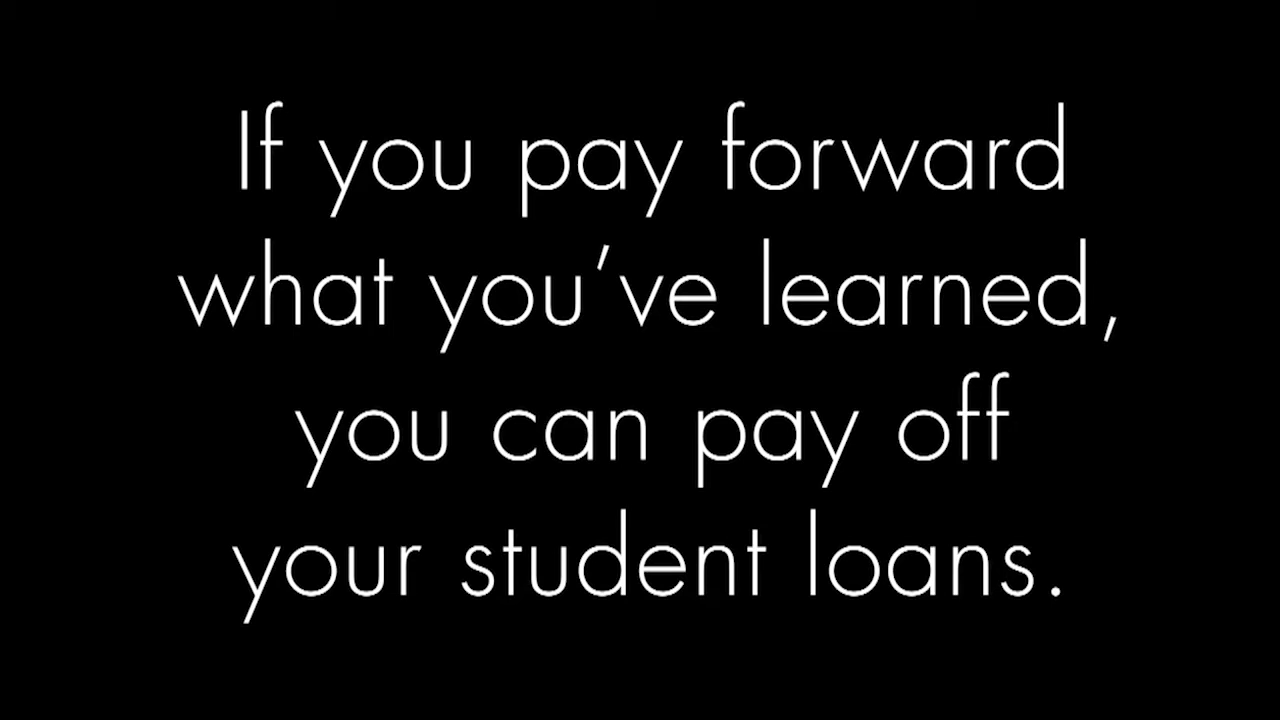 If you pay forward
what you’ve learned,
you can pay off
your student loans.